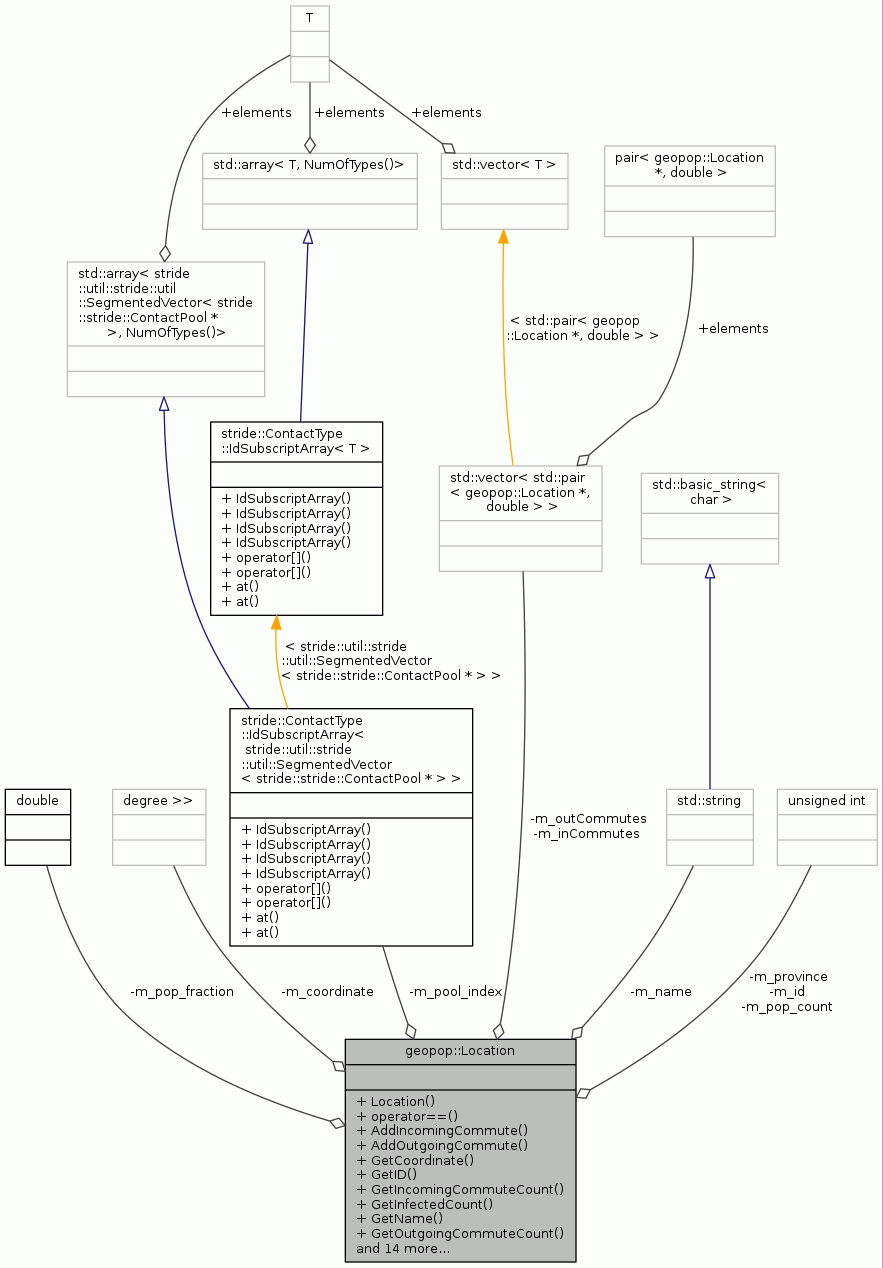 T
+elements
+elements
+elements
std::array< T, NumOfTypes()>
std::vector< T >
pair< geopop::Location
*, double >
std::array< stride
::util::stride::util
::SegmentedVector< stride
::stride::ContactPool *
>, NumOfTypes()>
< std::pair< geopop
::Location *, double > >
+elements
stride::ContactType
::IdSubscriptArray< T >
+ IdSubscriptArray()
+ IdSubscriptArray()
+ IdSubscriptArray()
+ IdSubscriptArray()
+ operator[]()
+ operator[]()
+ at()
+ at()
std::vector< std::pair
< geopop::Location *,
double > >
std::basic_string<
char >
< stride::util::stride
::util::SegmentedVector
< stride::stride::ContactPool * > >
stride::ContactType
::IdSubscriptArray<
stride::util::stride
::util::SegmentedVector
< stride::stride::ContactPool * > >
+ IdSubscriptArray()
+ IdSubscriptArray()
+ IdSubscriptArray()
+ IdSubscriptArray()
+ operator[]()
+ operator[]()
+ at()
+ at()
double
degree >>
std::string
unsigned int
-m_outCommutes
-m_inCommutes
-m_pop_fraction
-m_coordinate
-m_pool_index
-m_name
-m_province
-m_id
-m_pop_count
geopop::Location
+ Location()
+ operator==()
+ AddIncomingCommute()
+ AddOutgoingCommute()
+ GetCoordinate()
+ GetID()
+ GetIncomingCommuteCount()
+ GetInfectedCount()
+ GetName()
+ GetOutgoingCommuteCount()
and 14 more...